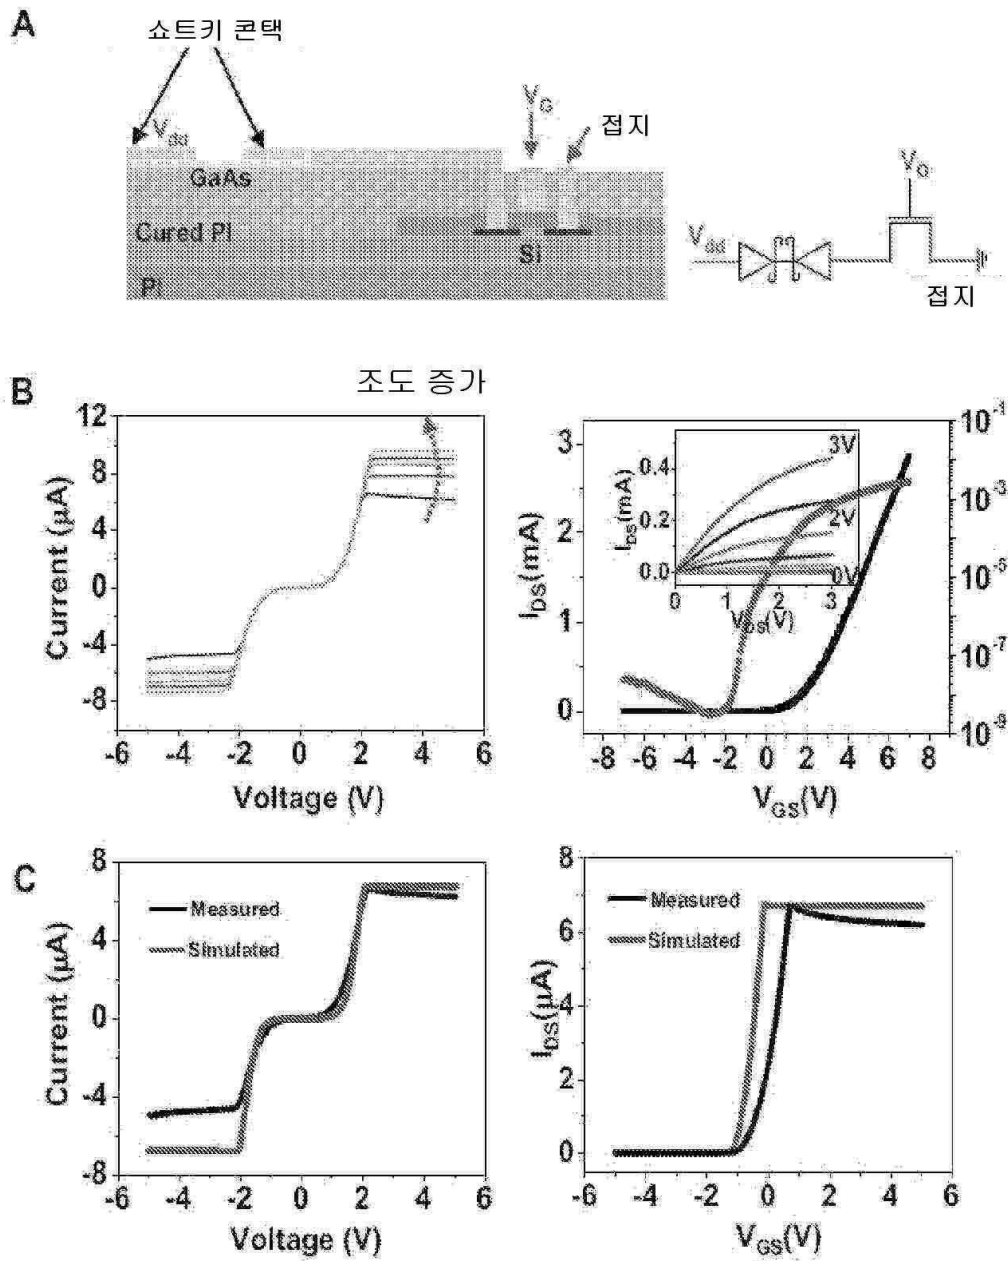 A
쇼트키 콘택
V_dd
V_G
접지
GaAs
Cured PI
Si
PI
V_dd
V_G
접지
B
조도 증가
12
8
4
0
-4
-8
Current (μA)
-6 -4 -2 0 2 4 6
Voltage (V)
3
2
1
0
I_DS(mA)
0.4
0.2
0.0
I_DS(mA)
3V
2V
0V
0 1 2 3
V_DS(V)
10^-1
10^-3
10^-5
10^-7
10^-9
-8 -6 -4 -2 0 2 4 6 8
V_GS(V)
C
8
4
0
-4
-8
Current (μA)
Measured
Simulated
-6 -4 -2 0 2 4 6
Voltage (V)
8
6
4
2
0
I_DS(μA)
Measured
Simulated
-6 -4 -2 0 2 4 6
V_GS(V)